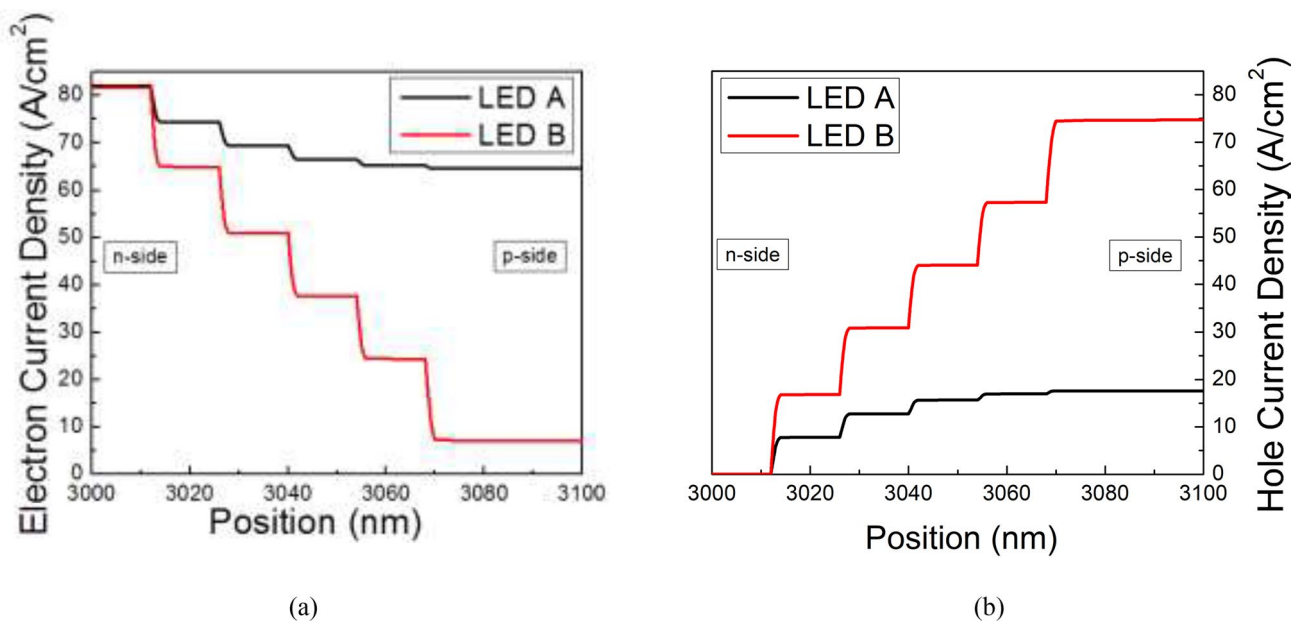 Electron Current Density (A/cm²)
80
70
60
50
40
30
20
10
0
LED A
LED B
n-side
p-side
3000 3020 3040 3060 3080 3100
Position (nm)
(a)
LED A
LED B
n-side
p-side
80
70
60
50
40
30
20
10
0
Hole Current Density (A/cm²)
3000 3020 3040 3060 3080 3100
Position (nm)
(b)